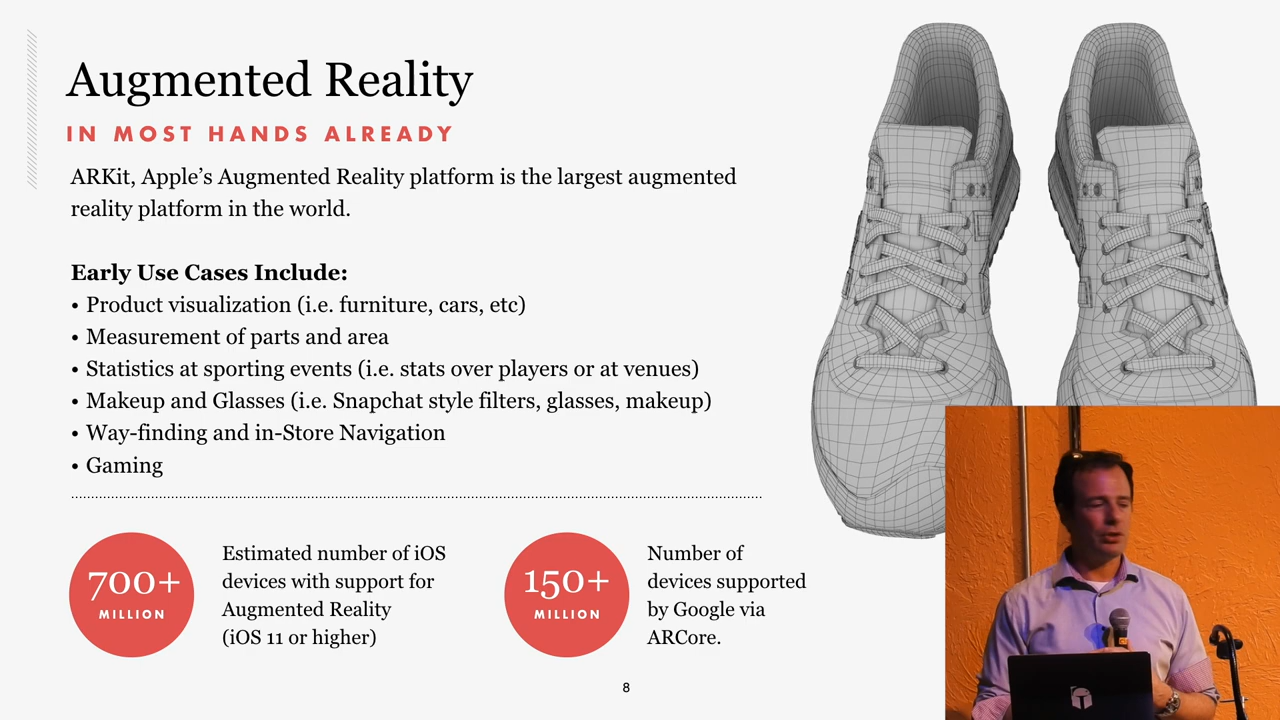 Augmented Reality
IN MOST HANDS ALREADY
ARKit, Apple’s Augmented Reality platform is the largest augmented
reality platform in the world.
Early Use Cases Include:
• Product visualization (i.e. furniture, cars, etc)
• Measurement of parts and area
• Statistics at sporting events (i.e. stats over players or at venues)
• Makeup and Glasses (i.e. Snapchat style filters, glasses, makeup)
• Way-finding and in-Store Navigation
• Gaming
700+
MILLION
Estimated number of iOS
devices with support for
Augmented Reality
(iOS 11 or higher)
150+
MILLION
Number of
devices supported
by Google via
ARCore.
8